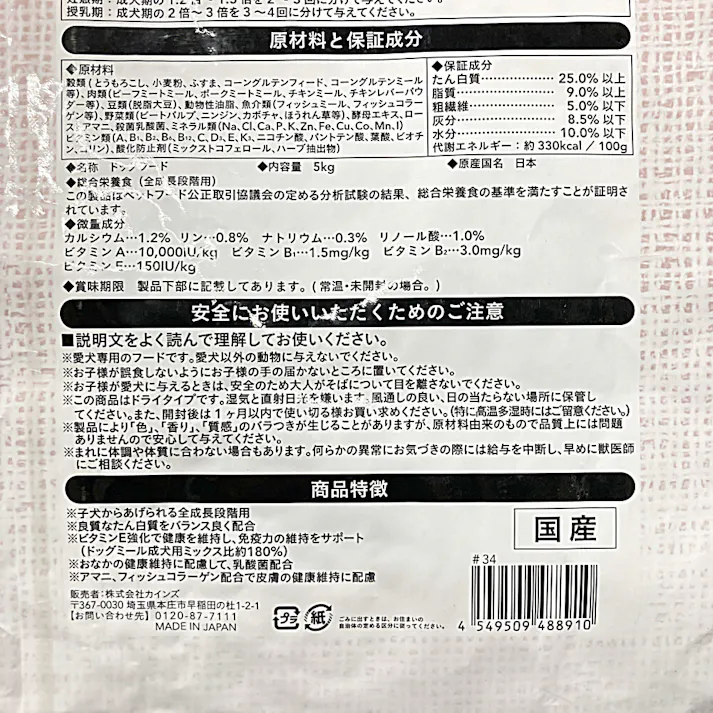 授乳期：成犬期の2倍～3倍を3～4回に分けて与えてください。
原材料と保証成分
◆原材料
穀類(とうもろこし、小麦粉、ふすま、コーングルテンフィード、コーングルテンミール
等)、肉類(ビーフミートミール、ポークミートミール、チキンミール、チキンレバーパウ
ダー等)、豆類(脱脂大豆)、動物性油脂、魚介類(フィッシュミール、フィッシュコラー
ゲン等)、野菜類(ビートパルプ、ニンジン、カボチャ、ほうれん草等)、酵母エキス、ロー
ストアマニ、殺菌乳酸菌、ミネラル類(Na,Cl,Ca,P,K,Zn,Fe,Cu,Co,Mn,I)
ビタミン類(A,B₁,B₂,B₆,B₁₂,C,D₃,E,K₃,ニコチン酸、パントテン酸、葉酸、ビオチ
ン、コリン)、酸化防止剤(ミックストコフェロール、ハーブ抽出物)
◆保証成分
たん白質……………25.0％以上
脂質…………………9.0％以上
粗繊維………………5.0％以下
灰分…………………8.5％以下
水分…………………10.0％以下
代謝エネルギー：約330kcal／100g
◆名称 ドッグフード ◆内容量 5kg ◆原産国名 日本
◆総合栄養食(全成長段階用)
この製品はペットフード公正取引協議会の定める分析試験の結果、総合栄養食の基準を満たすことが証明さ
れています。
◆微量成分
カルシウム…1.2％ リン…0.8％ ナトリウム…0.3％ リノール酸…1.0％
ビタミンA…10,000IU/kg ビタミンB₁…1.5mg/kg ビタミンB₂…3.0mg/kg
ビタミンE…150IU/kg
◆賞味期限 製品下部に記載してあります。(常温・未開封の場合。)
安全にお使いいただくためのご注意
■説明文をよく読んで理解してお使いください。
※愛犬専用のフードです。愛犬以外の動物に与えないでください。
※お子様が誤食しないようにお子様の手の届かないところに置いてください。
※お子様が愛犬に与えるときは、安全のため大人がそばについて目を離さないでください。
※この商品はドライタイプです。湿気と直射日光を嫌います。風通しの良い、日の当たらない場所に保管し
てください。また、開封後は1ヶ月以内で使い切る様お買い求めください。(特に高温多湿時にはご留意ください。)
※製品により「色」、「香り」、「質感」のバラつきが生じることがありますが、原材料由来のもので品質上には問題
ありませんので安心して与えてください。
※まれに体調や体質に合わない場合もあります。何らかの異常にお気づきの際には給与を中断し、早めに獣医師
にご相談ください。
商品特徴
※子犬からあげられる全成長段階用
※良質なたん白質をバランス良く配合
※ビタミンE強化で健康を維持し、免疫力の維持をサポート
(ドッグミール成犬用ミックス比約180％)
※おなかの健康維持に配慮して、乳酸菌配合
※アマニ、フィッシュコラーゲン配合で皮膚の健康維持に配慮
国産
#34
販売者：株式会社カインズ
〒367-0030 埼玉県本庄市早稲田の杜1-2-1
【お問い合わせ先】0120-87-7111
MADE IN JAPAN
プラ
紙
ごみに出すときは、お住まいの
自治体の定める区分に従ってください。
4 549509 488910